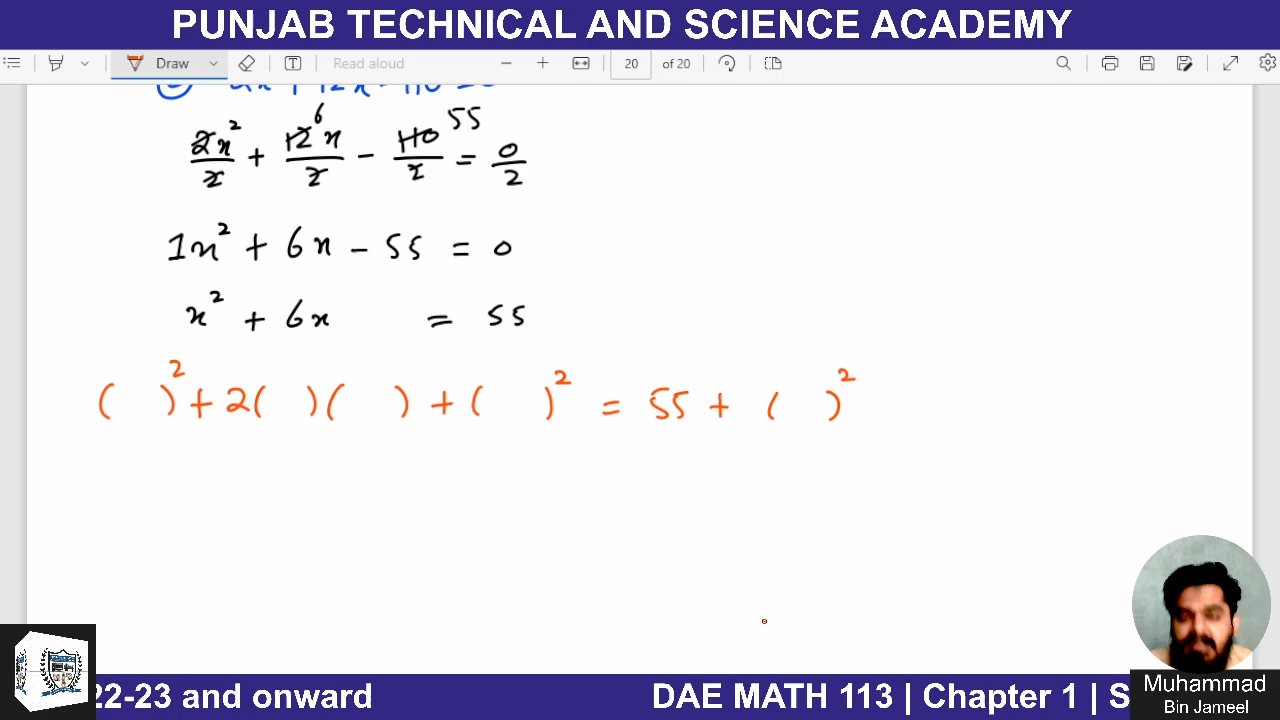 PUNJAB TECHNICAL AND SCIENCE ACADEMY
Draw
Read aloud
20 of 20
2x²/2 + 12x/2 - 110/2 = 0/2
6
55
1x² + 6x - 55 = 0
x² + 6x = 55
( )² + 2( )( ) + ( )² = 55 + ( )²
22-23 and onward
DAE MATH 113 | Chapter 1 | S
Muhammad
Bin Jameel